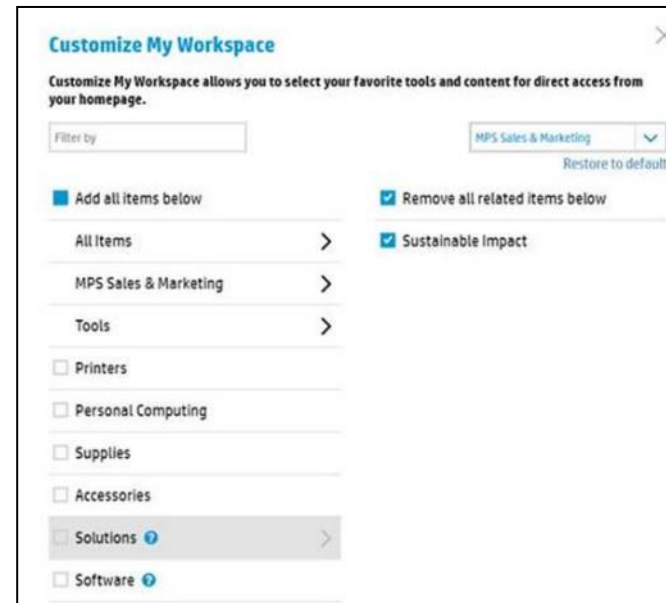 Customize My Workspace
Customize My Workspace allows you to select your favorite tools and content for direct access from
your homepage.
Filter by
MPS Sales & Marketing
Restore to default
Add all items below
Remove all related items below
All Items
Sustainable Impact
MPS Sales & Marketing
Tools
Printers
Personal Computing
Supplies
Accessories
Solutions ?
Software ?